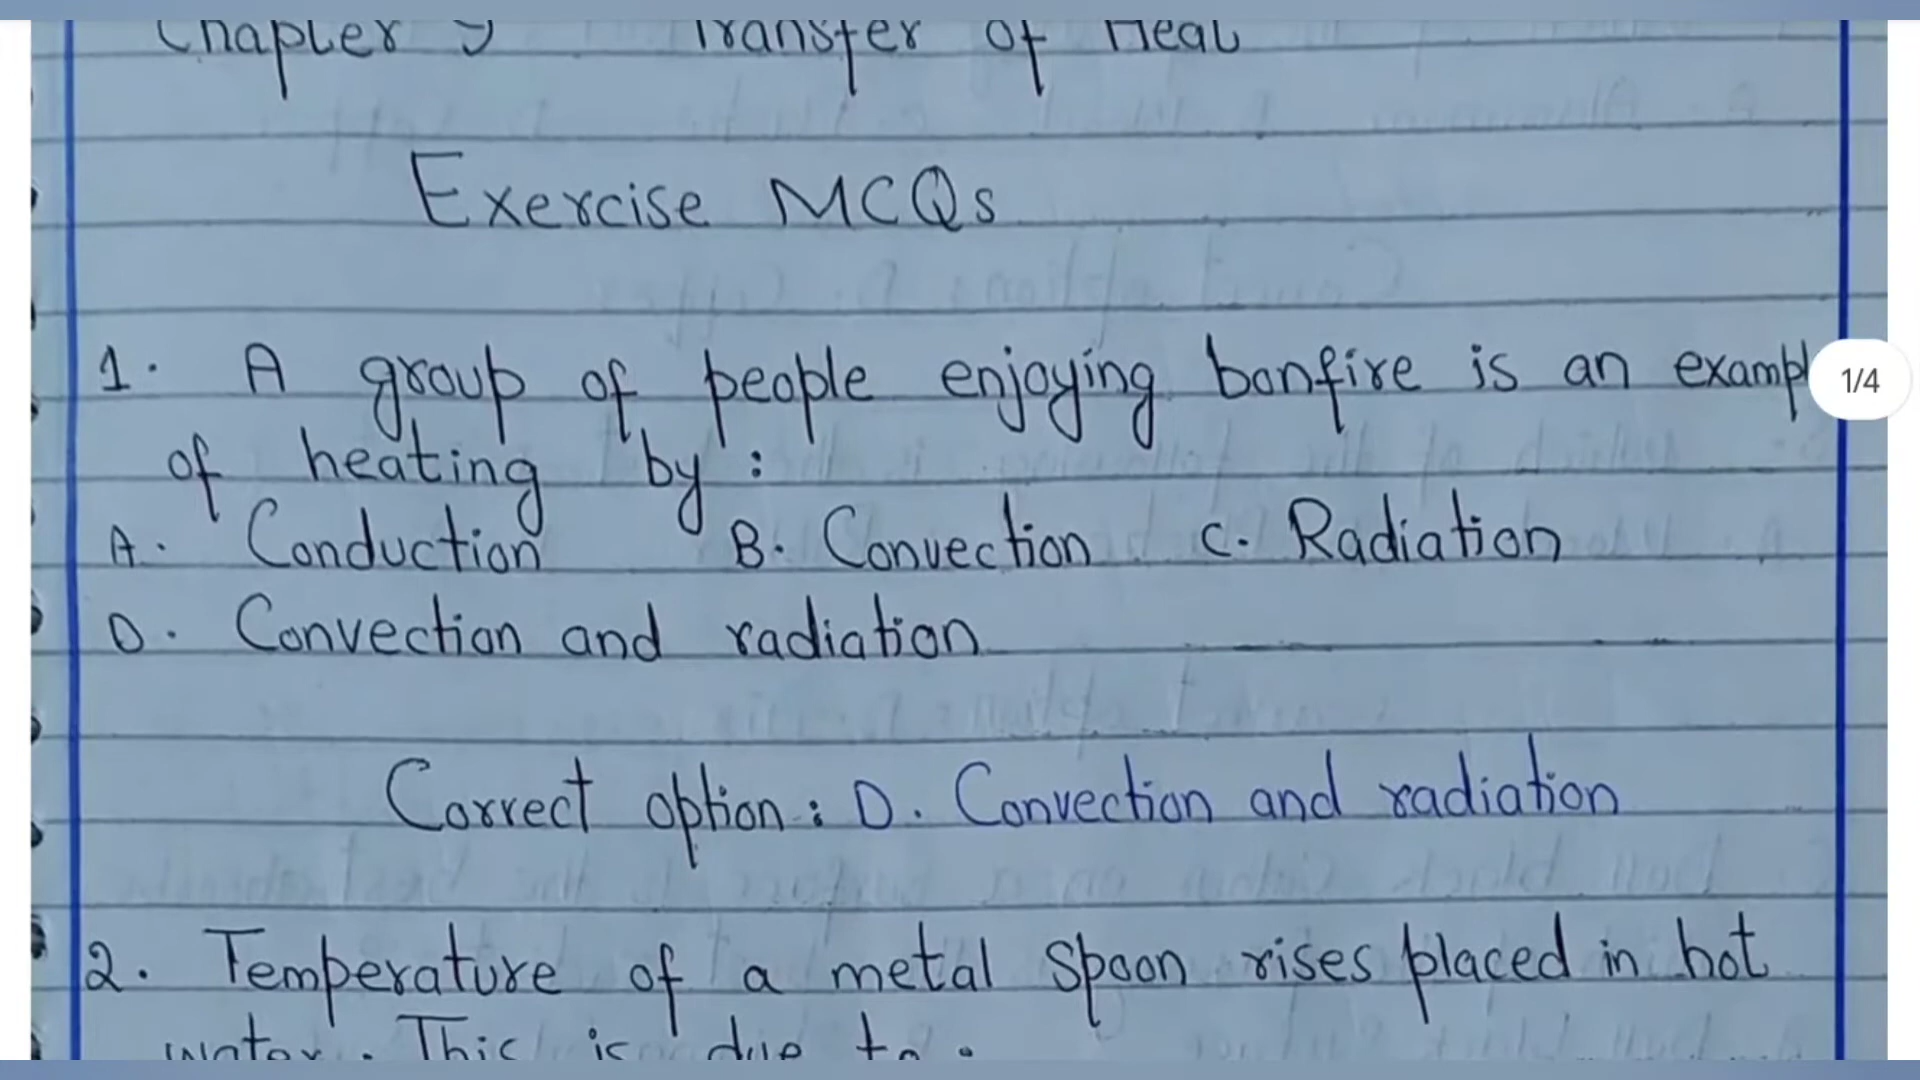 Chapter 9 Transfer of Heat
Exercise MCQs
1. A group of people enjoying bonfire is an exampl
1/4
of heating by:
A. Conduction B. Convection C. Radiation
D. Convection and radiation
Correct option: D. Convection and radiation
2. Temperature of a metal spoon rises placed in hot
water. This is due to: